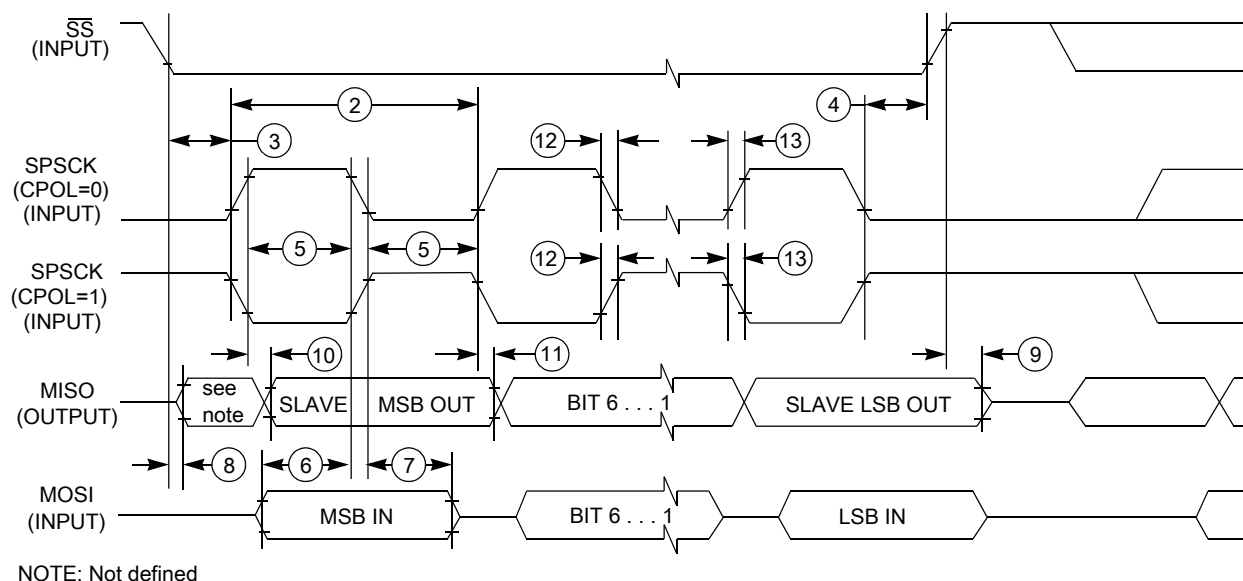 SS
(INPUT)
2
4
3
12
13
SPSCK
(CPOL=0)
(INPUT)
5
5
SPSCK
(CPOL=1)
(INPUT)
12
13
10
11
9
MISO
(OUTPUT)
see
note
SLAVE
MSB OUT
BIT 6 . . . 1
SLAVE LSB OUT
8
6
7
MOSI
(INPUT)
MSB IN
BIT 6 . . . 1
LSB IN
NOTE: Not defined